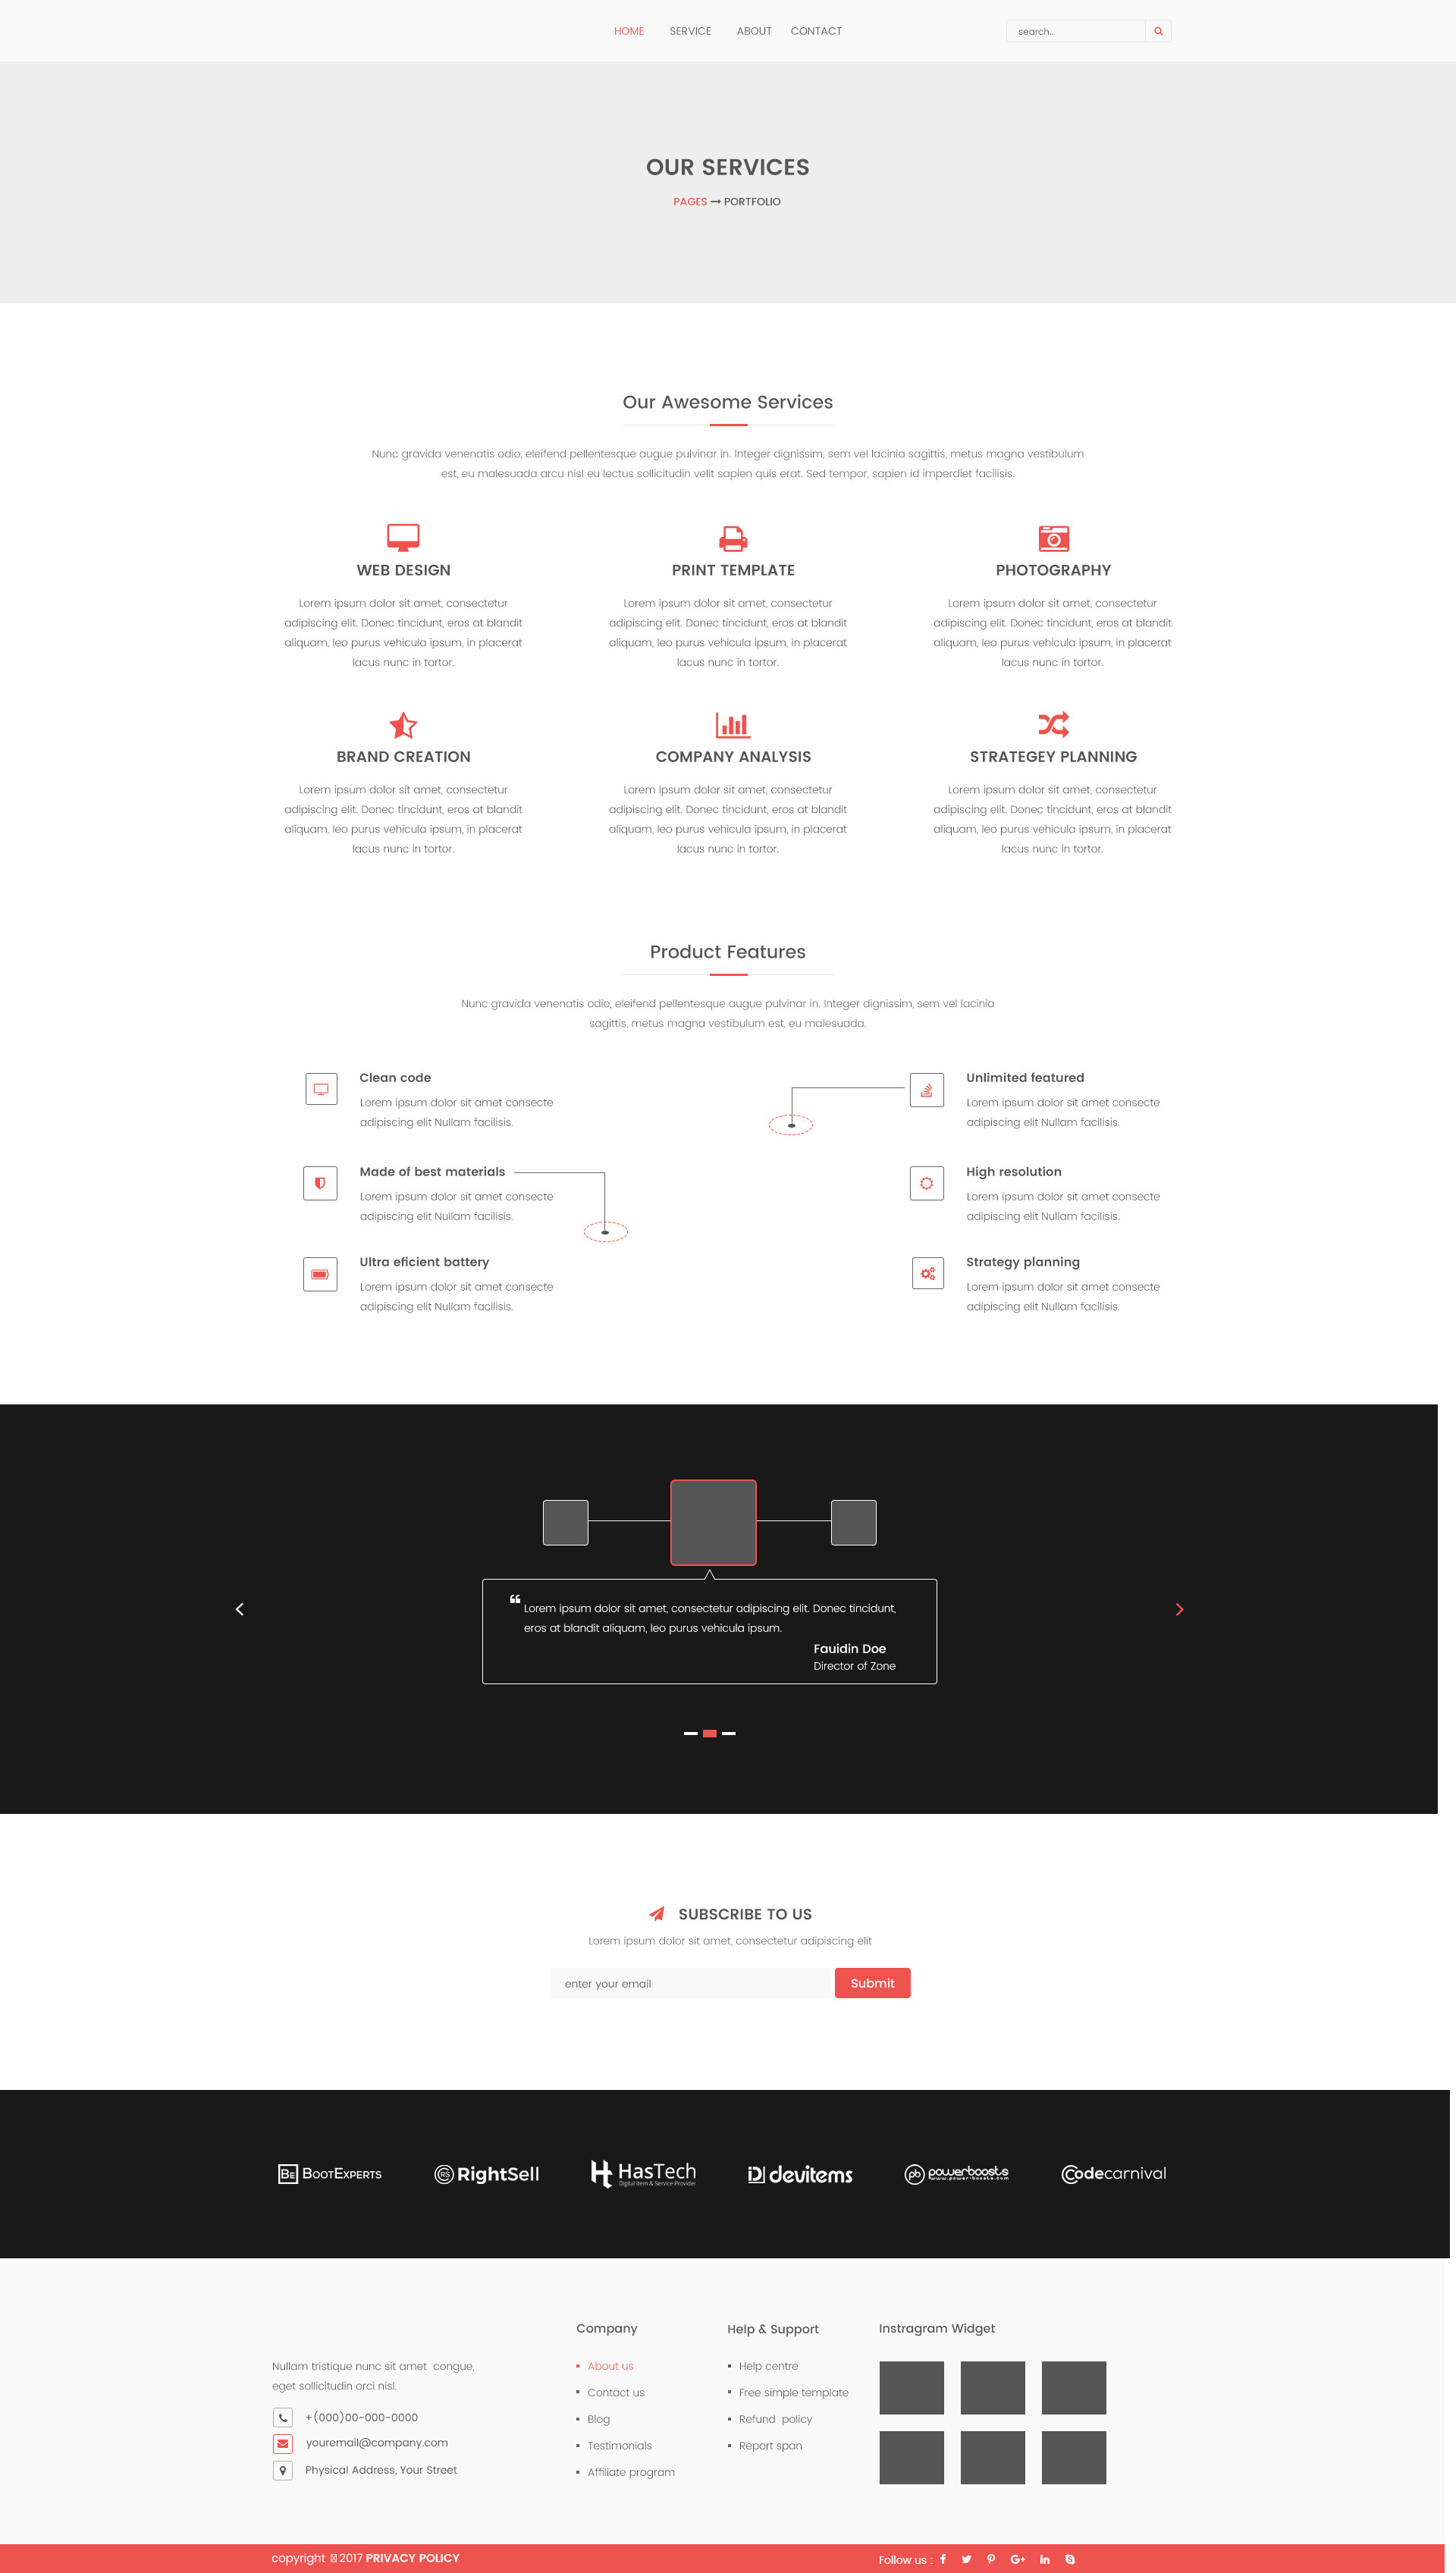 HOME SERVICE ABOUT CONTACT
search..
OUR SERVICES
PAGES PORTFOLIO
Our Awesome Services
Nunc gravida venenatis odio, eleifend pellentesque augue pulvinar in. Integer dignissim, sem vel lacinia sagittis, metus magna vestibulum
est, eu malesuada arcu nisl eu lectus sollicitudin velit sapien quis erat. Sed tempor, sapien id imperdiet facilisis.
WEB DESIGN
Lorem ipsum dolor sit amet, consectetur
adipiscing elit. Donec tincidunt, eros at blandit
aliquam, leo purus vehicula ipsum, in placerat
lacus nunc in tortor.
PRINT TEMPLATE
Lorem ipsum dolor sit amet, consectetur
adipiscing elit. Donec tincidunt, eros at blandit
aliquam, leo purus vehicula ipsum, in placerat
lacus nunc in tortor.
PHOTOGRAPHY
Lorem ipsum dolor sit amet, consectetur
adipiscing elit. Donec tincidunt, eros at blandit
aliquam, leo purus vehicula ipsum, in placerat
lacus nunc in tortor.
BRAND CREATION
Lorem ipsum dolor sit amet, consectetur
adipiscing elit. Donec tincidunt, eros at blandit
aliquam, leo purus vehicula ipsum, in placerat
lacus nunc in tortor.
COMPANY ANALYSIS
Lorem ipsum dolor sit amet, consectetur
adipiscing elit. Donec tincidunt, eros at blandit
aliquam, leo purus vehicula ipsum, in placerat
lacus nunc in tortor.
STRATEGEY PLANNING
Lorem ipsum dolor sit amet, consectetur
adipiscing elit. Donec tincidunt, eros at blandit
aliquam, leo purus vehicula ipsum, in placerat
lacus nunc in tortor.
Product Features
Nunc gravida venenatis odio, eleifend pellentesque augue pulvinar in. Integer dignissim, sem vel lacinia
sagittis, metus magna vestibulum est, eu malesuada.
Clean code
Lorem ipsum dolor sit amet consecte
adipiscing elit Nullam facilisis.
Made of best materials
Lorem ipsum dolor sit amet consecte
adipiscing elit Nullam facilisis.
Ultra eficient battery
Lorem ipsum dolor sit amet consecte
adipiscing elit Nullam facilisis.
Unlimited featured
Lorem ipsum dolor sit amet consecte
adipiscing elit Nullam facilisis.
High resolution
Lorem ipsum dolor sit amet consecte
adipiscing elit Nullam facilisis.
Strategy planning
Lorem ipsum dolor sit amet consecte
adipiscing elit Nullam facilisis.
Lorem ipsum dolor sit amet, consectetur adipiscing elit. Donec tincidunt,
eros at blandit aliquam, leo purus vehicula ipsum.
Fauidin Doe
Director of Zone
SUBSCRIBE TO US
Lorem ipsum dolor sit amet, consectetur adipiscing elit
enter your email
Submit
BE BOOTEXPERTS
RS RightSell
HasTech
Digital Item & Service Provider
devitems
pb powerboosts
www.power-boosts.com
Codecarnival
Nullam tristique nunc sit amet congue,
eget sollicitudin orci nisl.
+(000)00-000-0000
youremail@company.com
Physical Address, Your Street
Company
About us
Contact us
Blog
Testimonials
Affiliate program
Help & Support
Help centre
Free simple template
Refund policy
Report span
Instragram Widget
copyright 2017 PRIVACY POLICY
Follow us :